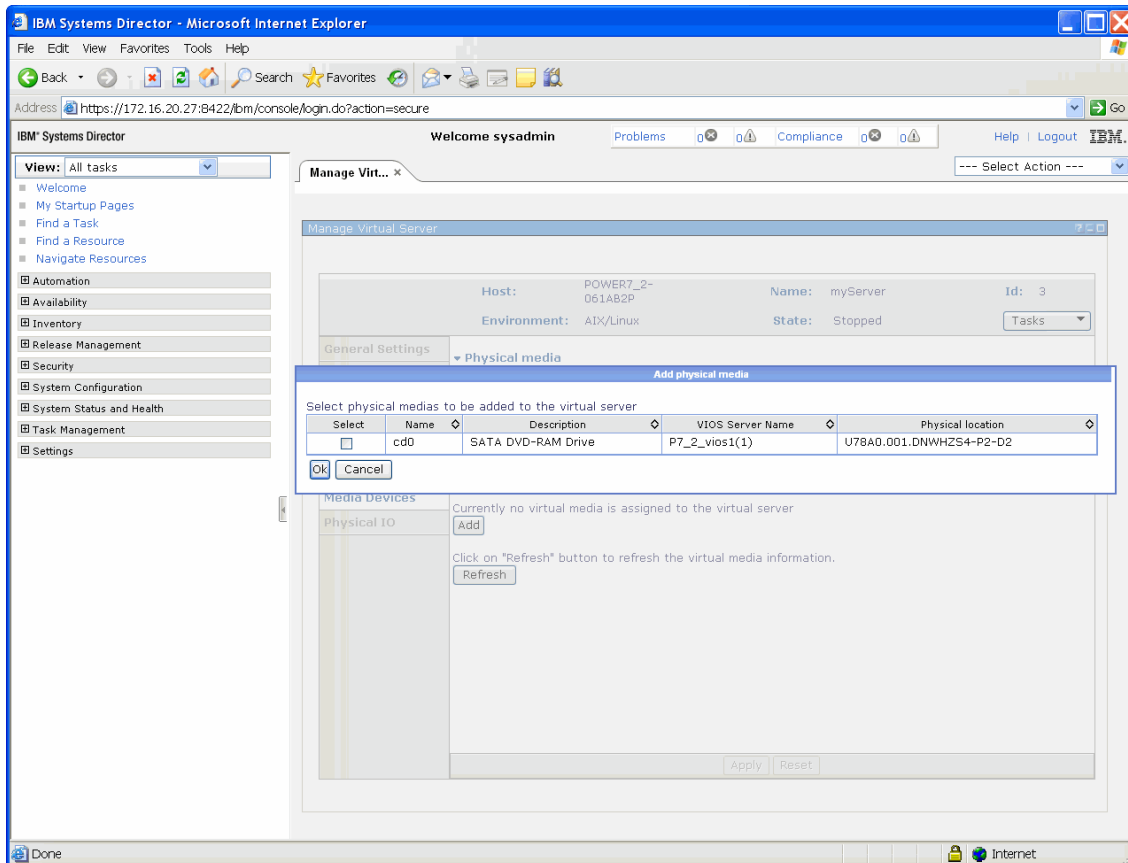 IBM Systems Director - Microsoft Internet Explorer
File Edit View Favorites Tools Help
Back Search Favorites
Address https://172.16.20.27:8422/ibm/console/login.do?action=secure Go
IBM® Systems Director Welcome sysadmin Problems 0 0 Compliance 0 0 Help | Logout IBM.
View: All tasks
Manage Virt... × --- Select Action ---
Welcome
My Startup Pages
Find a Task
Find a Resource
Navigate Resources
Automation
Availability
Inventory
Release Management
Security
System Configuration
System Status and Health
Task Management
Settings
Manage Virtual Server
Host: POWER7_2-061AB2P Name: myServer Id: 3
Environment: AIX/Linux State: Stopped Tasks
General Settings
Physical media
Add physical media
Select physical medias to be added to the virtual server
Select Name Description VIOS Server Name Physical location
cd0 SATA DVD-RAM Drive P7_2_vios1(1) U78A0.001.DNWHZS4-P2-D2
Ok Cancel
Media Devices
Physical IO
Currently no virtual media is assigned to the virtual server
Add
Click on "Refresh" button to refresh the virtual media information.
Refresh
Apply Reset
Done Internet